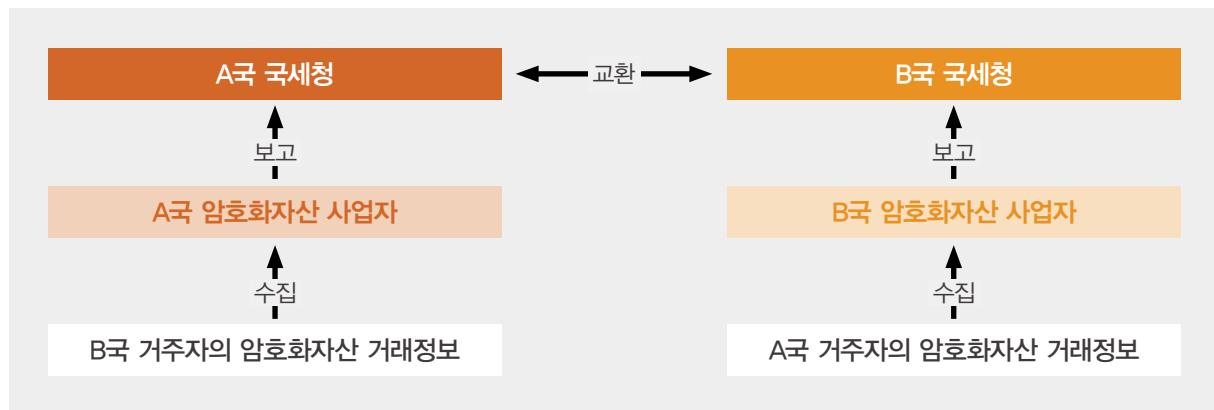 A국 국세청
교환
B국 국세청
보고
보고
A국 암호화자산 사업자
B국 암호화자산 사업자
수집
수집
B국 거주자의 암호화자산 거래정보
A국 거주자의 암호화자산 거래정보